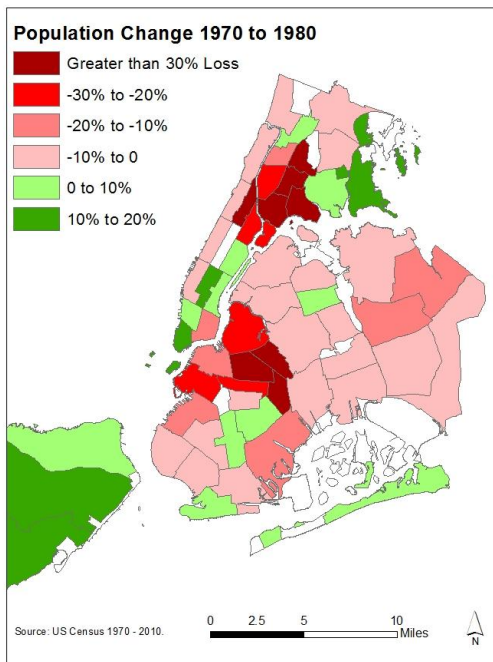 Population Change 1970 to 1980
Greater than 30% Loss
-30% to -20%
-20% to -10%
-10% to 0
0 to 10%
10% to 20%
Source: US Census 1970 - 2010.
0 2.5 5 10 Miles
N